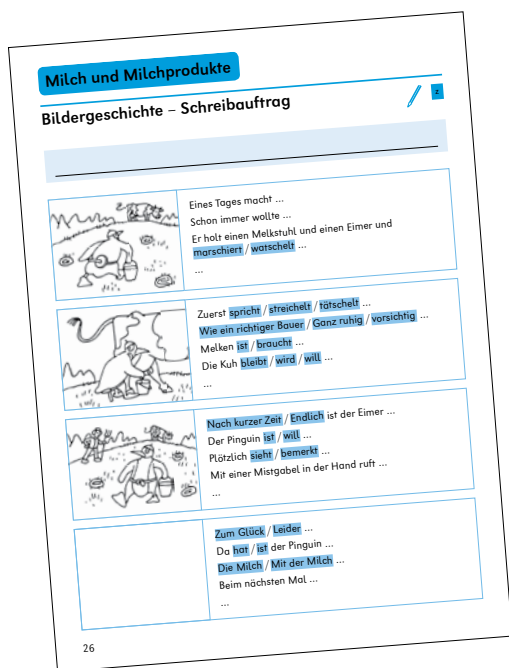 Milch und Milchprodukte
Bildergeschichte – Schreibauftrag
z
Eines Tages macht ...
Schon immer wollte ...
Er holt einen Melkstuhl und einen Eimer und
marschiert / watschelt ...
...
Zuerst spricht / streichelt / tätschelt ...
Wie ein richtiger Bauer / Ganz ruhig / vorsichtig ...
Melken ist / braucht ...
Die Kuh bleibt / wird / will ...
...
Nach kurzer Zeit / Endlich ist der Eimer ...
Der Pinguin ist / will ...
Plötzlich sieht / bemerkt ...
Mit einer Mistgabel in der Hand ruft ...
...
Zum Glück / Leider ...
Da hat / ist der Pinguin ...
Die Milch / Mit der Milch ...
Beim nächsten Mal ...
...
26